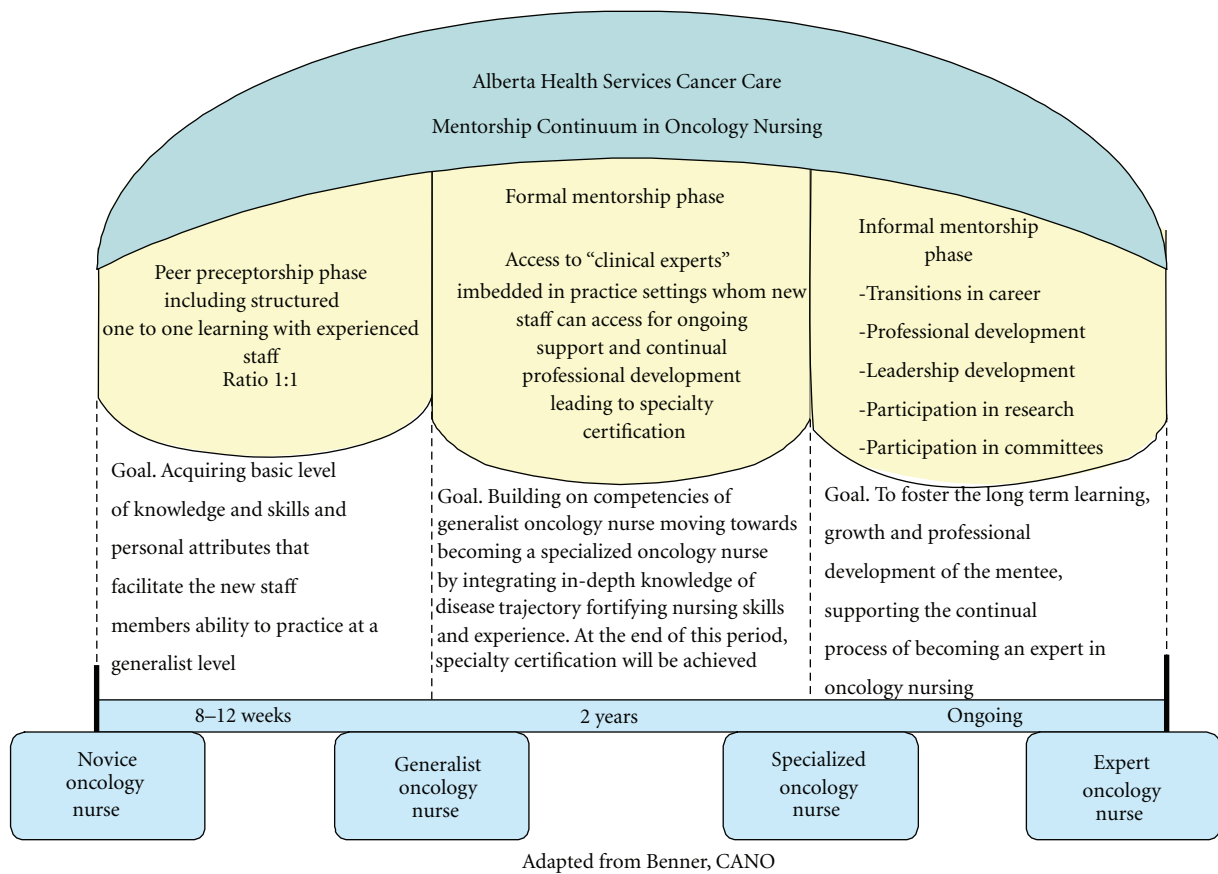 Alberta Health Services Cancer Care
Mentorship Continuum in Oncology Nursing
Peer preceptorship phase
including structured
one to one learning with experienced
staff
Ratio 1:1
Formal mentorship phase
Access to “clinical experts”
imbedded in practice settings whom new
staff can access for ongoing
support and continual
professional development
leading to specialty
certification
Informal mentorship
phase
-Transitions in career
-Professional development
-Leadership development
-Participation in research
-Participation in committees
Goal. Acquiring basic level
of knowledge and skills and
personal attributes that
facilitate the new staff
members ability to practice at a
generalist level
Goal. Building on competencies of
generalist oncology nurse moving towards
becoming a specialized oncology nurse
by integrating in-depth knowledge of
disease trajectory fortifying nursing skills
and experience. At the end of this period,
specialty certification will be achieved
Goal. To foster the long term learning,
growth and professional
development of the mentee,
supporting the continual
process of becoming an expert in
oncology nursing
8–12 weeks
2 years
Ongoing
Novice
oncology
nurse
Generalist
oncology
nurse
Specialized
oncology
nurse
Expert
oncology
nurse
Adapted from Benner, CANO